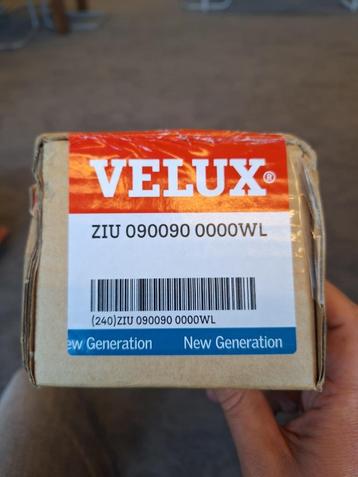 VELUX®
ZIU 090090 0000WL
(240)ZIU 090090 0000WL
ew Generation New Generation